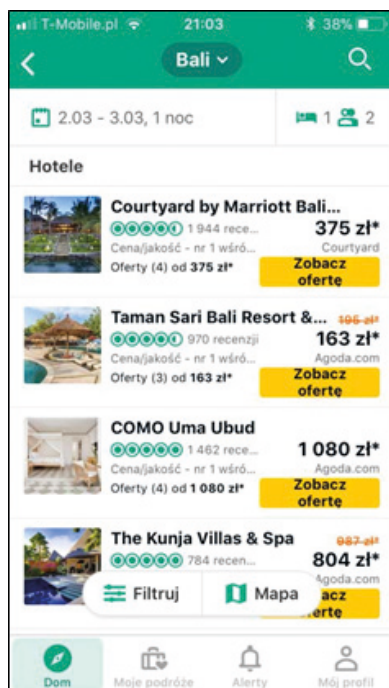 T-Mobile.pl 21:03 38%
Bali
2.03 - 3.03, 1 noc 1 2
Hotele
Courtyard by Marriott Bali...
1 944 rece... 375 zł*
Cena/jakość - nr 1 wśró... Courtyard
Oferty (4) od 375 zł* Zobacz
ofertę
Taman Sari Bali Resort &... 195 zł*
970 recenzji 163 zł*
Cena/jakość - nr 1 wśró... Agoda.com
Oferty (3) od 163 zł* Zobacz
ofertę
COMO Uma Ubud
1 462 rece... 1 080 zł*
Cena/jakość - nr 1 wśró... Agoda.com
Oferty (4) od 1 080 zł* Zobacz
ofertę
The Kunja Villas & Spa 987 zł*
784 recen... 804 zł*
Agoda.com
Filtruj Mapa
Dom Moje podróże Alerty Mój profil